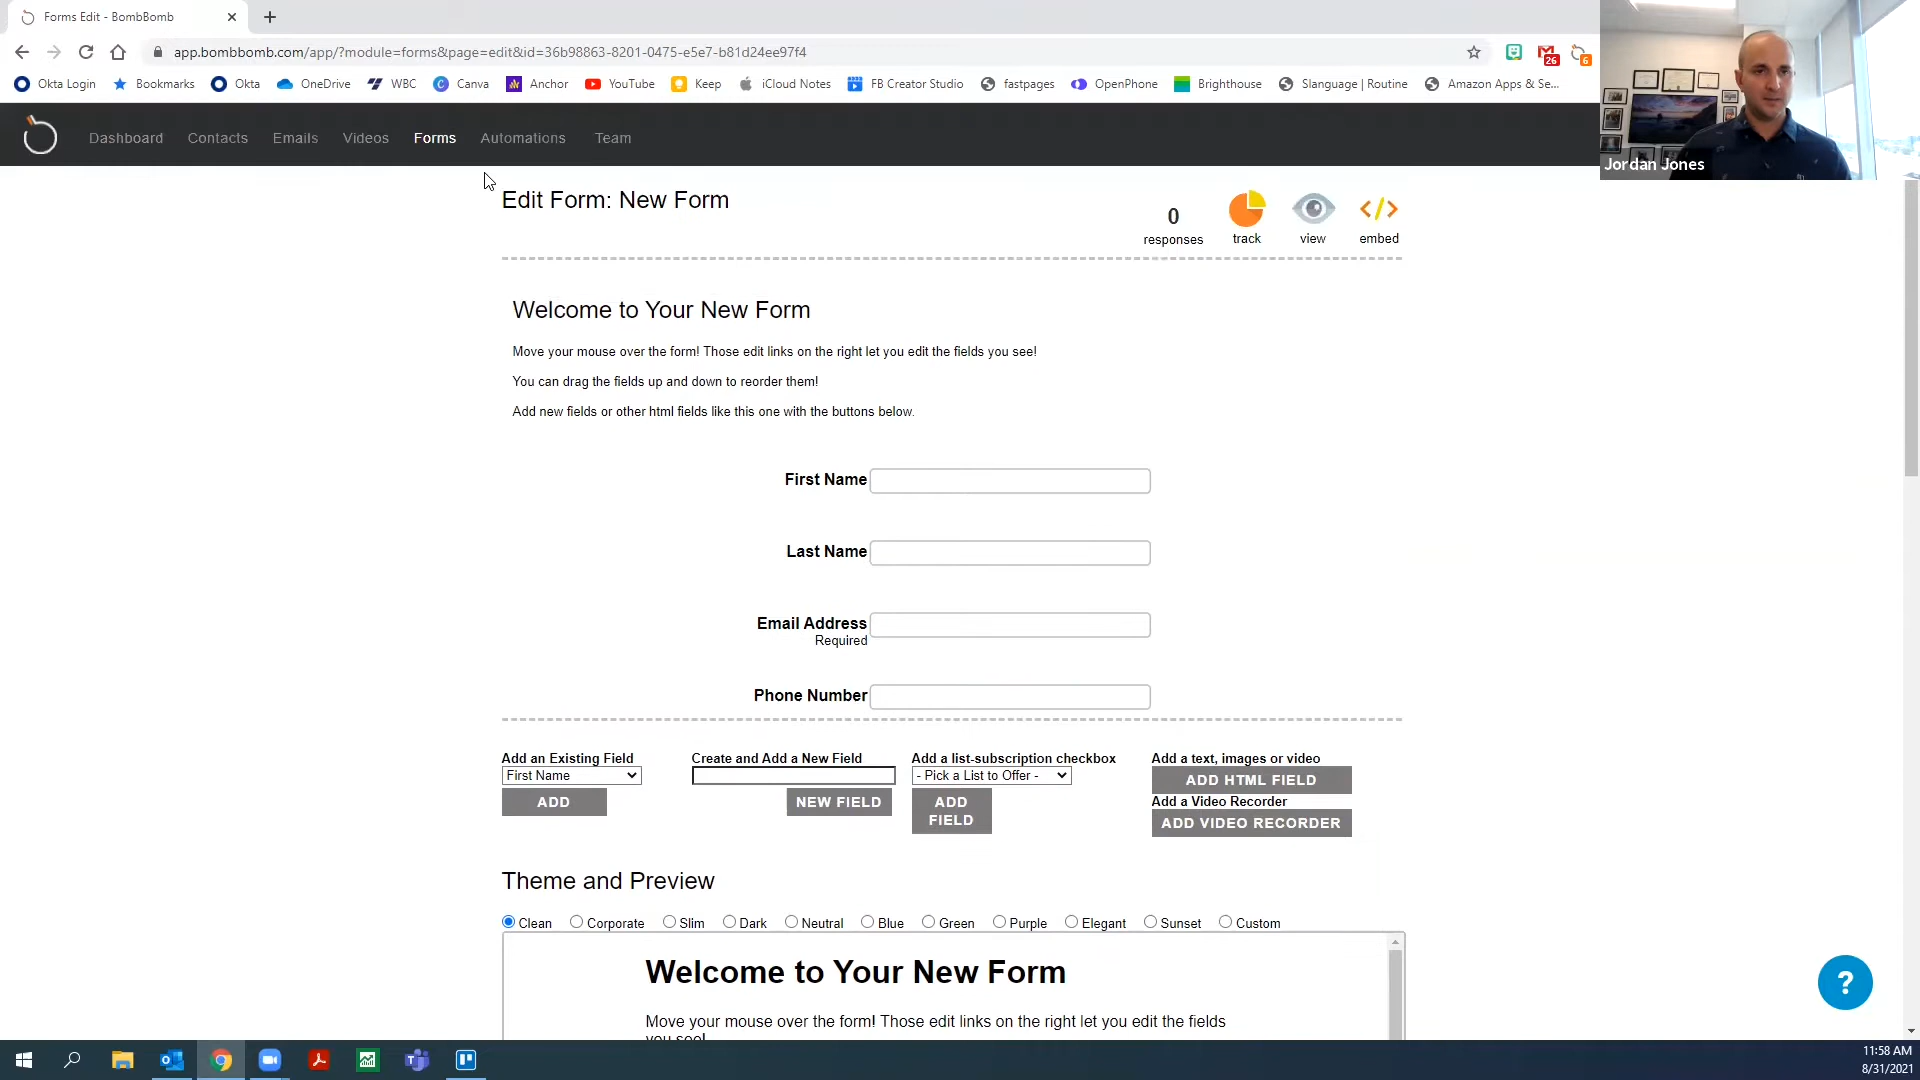 Forms Edit - BombBomb
app.bombbomb.com/app/?module=forms&page=edit&id=36b98863-8201-0475-e5e7-b81d24ee97f4
26
6
Okta Login Bookmarks Okta OneDrive WBC Canva Anchor YouTube Keep iCloud Notes FB Creator Studio fastpages OpenPhone Brighthouse Slanguage | Routine Amazon Apps & Se...
Dashboard Contacts Emails Videos Forms Automations Team
Jordan Jones
Edit Form: New Form
0
responses track view embed
Welcome to Your New Form
Move your mouse over the form! Those edit links on the right let you edit the fields you see!
You can drag the fields up and down to reorder them!
Add new fields or other html fields like this one with the buttons below.
First Name
Last Name
Email Address
Required
Phone Number
Add an Existing Field Create and Add a New Field Add a list-subscription checkbox Add a text, images or video
First Name - Pick a List to Offer - ADD HTML FIELD
ADD NEW FIELD ADD FIELD Add a Video Recorder
ADD VIDEO RECORDER
Theme and Preview
Clean Corporate Slim Dark Neutral Blue Green Purple Elegant Sunset Custom
Welcome to Your New Form
Move your mouse over the form! Those edit links on the right let you edit the fields
you see!
?
11:58 AM
8/31/2021